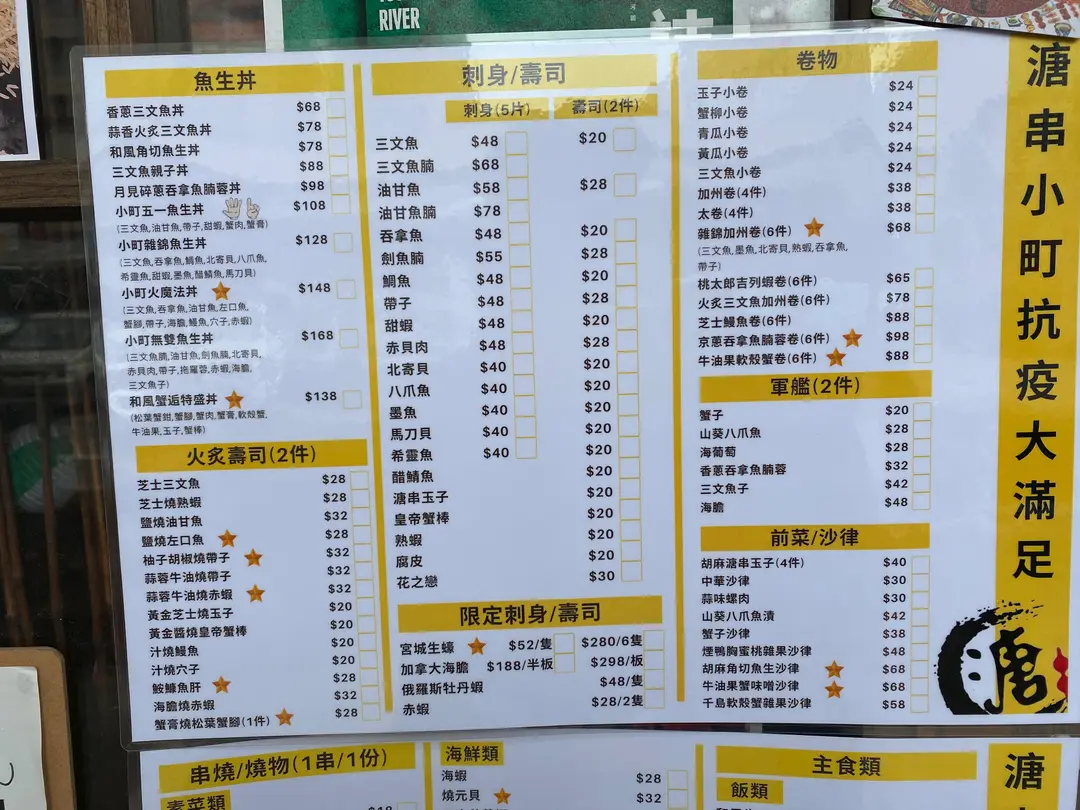 RIVER
魚生丼
香蔥三文魚丼 $68
蒜香火炙三文魚丼 $78
和風角切魚生丼 $78
三文魚親子丼 $88
月見碎蔥吞拿魚腩蓉丼 $98
小町五一魚生丼 $108
(三文魚,油甘魚,帶子,甜蝦,蟹肉,蟹膏)
小町雜錦魚生丼 $128
(三文魚,吞拿魚,鯛魚,北寄貝,八爪魚,
希靈魚,甜蝦,墨魚,醋鯖魚,馬刀貝)
小町火魔法丼 $148
(三文魚,吞拿魚,油甘魚,左口魚,
蟹腳,帶子,海膽,鰻魚,穴子,赤蝦)
小町無雙魚生丼 $168
(三文魚腩,油甘魚,劍魚腩,北寄貝,
赤貝肉,帶子,拖羅蓉,赤蝦,海膽,
三文魚子)
和風蟹逅特盛丼 $138
(松葉蟹鉗,蟹腳,蟹肉,蟹膏,軟殼蟹,
牛油果,玉子,蟹棒)
火炙壽司(2件)
芝士三文魚 $28
芝士燒熟蝦 $28
鹽燒油甘魚 $32
鹽燒左口魚 $28
柚子胡椒燒帶子 $32
蒜蓉牛油燒帶子 $32
蒜蓉牛油燒赤蝦 $32
黃金芝士燒玉子 $20
黃金醬燒皇帝蟹棒 $20
汁燒鰻魚 $20
汁燒穴子 $20
鮟鱇魚肝 $28
海膽燒赤蝦 $32
蟹膏燒松葉蟹腳(1件) $28
刺身/壽司
刺身(5片) 壽司(2件)
三文魚 $48 $20
三文魚腩 $68
油甘魚 $58 $28
油甘魚腩 $78
吞拿魚 $48 $20
劍魚腩 $55 $28
鯛魚 $48 $20
帶子 $48 $28
甜蝦 $48 $20
赤貝肉 $48 $28
北寄貝 $40 $20
八爪魚 $40 $20
墨魚 $40 $20
馬刀貝 $40 $20
希靈魚 $40 $20
醋鯖魚 $20
溏串玉子 $20
皇帝蟹棒 $20
熟蝦 $20
腐皮 $20
花之戀 $30
限定刺身/壽司
宮城生蠔 $52/隻 $280/6隻
加拿大海膽 $188/半板 $298/板
俄羅斯牡丹蝦 $48/隻
赤蝦 $28/2隻
卷物
玉子小卷 $24
蟹柳小卷 $24
青瓜小卷 $24
黃瓜小卷 $24
三文魚小卷 $24
加州卷(4件) $38
太卷(4件) $38
雜錦加州卷(6件) $68
(三文魚,墨魚,北寄貝,熟蝦,吞拿魚,
帶子)
桃太郎吉列蝦卷(6件) $65
火炙三文魚加州卷(6件) $78
芝士鰻魚卷(6件) $88
京蔥吞拿魚腩蓉卷(6件) $98
牛油果軟殼蟹卷(6件) $88
軍艦(2件)
蟹子 $20
山葵八爪魚 $28
海葡萄 $28
香蔥吞拿魚腩蓉 $32
三文魚子 $42
海膽 $48
前菜/沙律
胡麻溏串玉子(4件) $40
中華沙律 $30
蒜味螺肉 $30
山葵八爪魚漬 $42
蟹子沙律 $38
煙鴨胸蜜桃雜果沙律 $48
胡麻角切魚生沙律 $68
牛油果蟹味噌沙律 $68
千島軟殼蟹雜果沙律 $58
溏串小町抗疫大滿足
溏
串燒/燒物(1串/1份)
素菜類
海鮮類
海蝦 $28
燒元貝 $32
主食類
飯類
溏